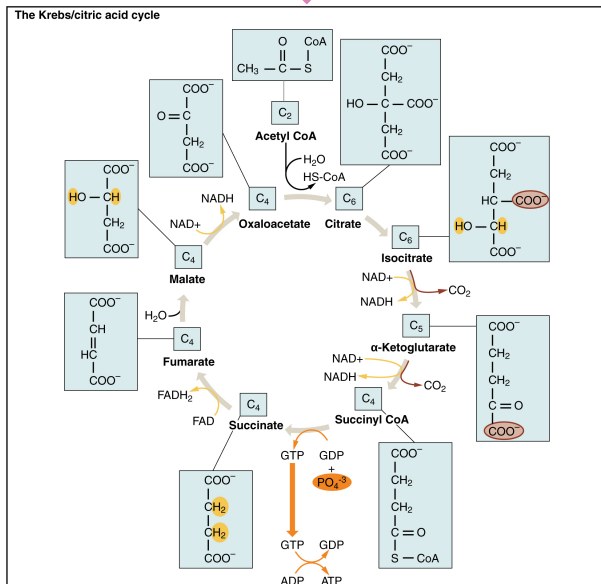 The Krebs/citric acid cycle
O CoA
CH₃ — C — S
C₂
Acetyl CoA
H₂O
HS-CoA
COO⁻
O = C
CH₂
COO⁻
C₄
Oxaloacetate
COO⁻
CH₂
HO — C — COO⁻
CH₂
COO⁻
C₆
Citrate
COO⁻
CH₂
HC — COO⁻
HO — CH
COO⁻
C₆
Isocitrate
NAD+
NADH
CO₂
C₅
α-Ketoglutarate
COO⁻
CH₂
CH₂
C = O
COO⁻
NAD+
NADH
CO₂
C₄
Succinyl CoA
COO⁻
CH₂
CH₂
C = O
S — CoA
GTP GDP
+
PO₄⁻³
GTP GDP
ADP ATP
C₄
Succinate
COO⁻
CH₂
CH₂
COO⁻
FADH₂
FAD
C₄
Fumarate
COO⁻
CH
HC
COO⁻
H₂O
C₄
Malate
COO⁻
HO — CH
CH₂
COO⁻
NAD+
NADH